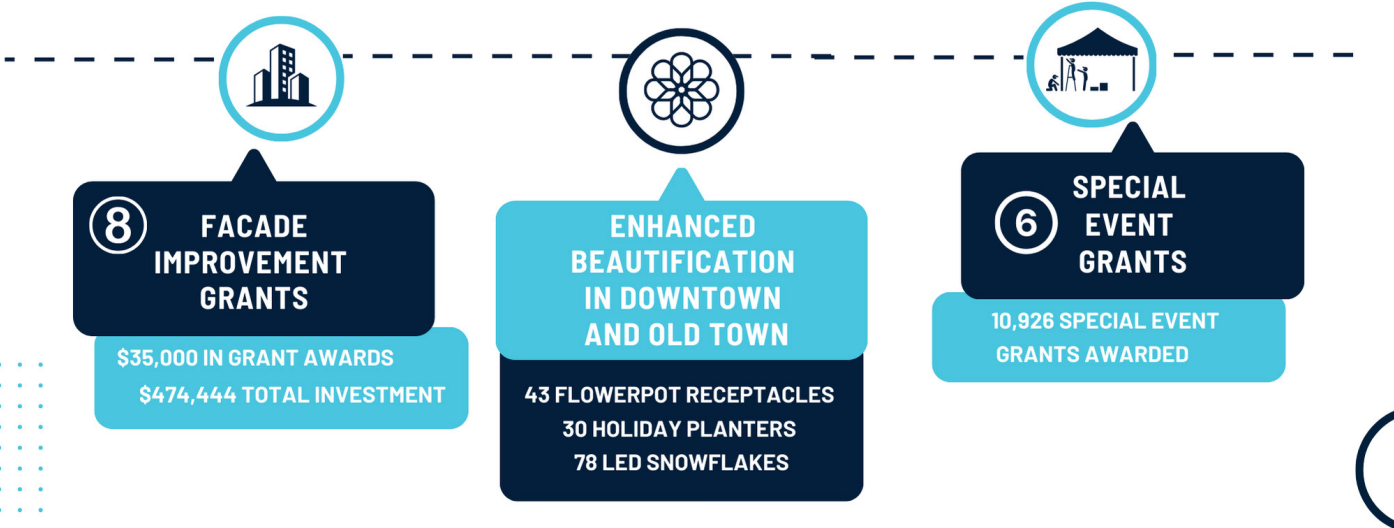 8
FACADE
IMPROVEMENT
GRANTS
$35,000 IN GRANT AWARDS
$474,444 TOTAL INVESTMENT
ENHANCED
BEAUTIFICATION
IN DOWNTOWN
AND OLD TOWN
43 FLOWERPOT RECEPTACLES
30 HOLIDAY PLANTERS
78 LED SNOWFLAKES
6
SPECIAL
EVENT
GRANTS
10,926 SPECIAL EVENT
GRANTS AWARDED